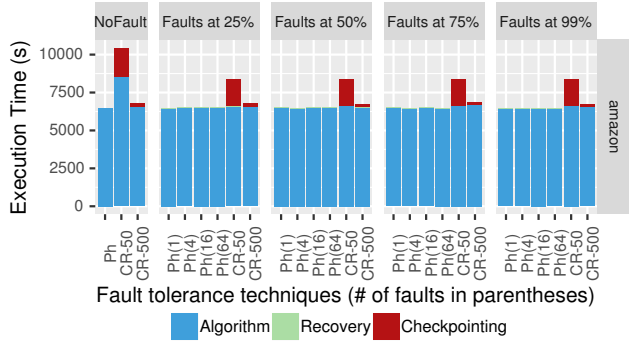 NoFault Faults at 25% Faults at 50% Faults at 75% Faults at 99%
Execution Time (s)
10000
7500
5000
2500
0
amazon
Ph CR-50 CR-500 Ph(1) Ph(4) Ph(16) Ph(64) CR-50 CR-500 Ph(1) Ph(4) Ph(16) Ph(64) CR-50 CR-500 Ph(1) Ph(4) Ph(16) Ph(64) CR-50 CR-500 Ph(1) Ph(4) Ph(16) Ph(64) CR-50 CR-500
Fault tolerance techniques (# of faults in parentheses)
Algorithm Recovery Checkpointing